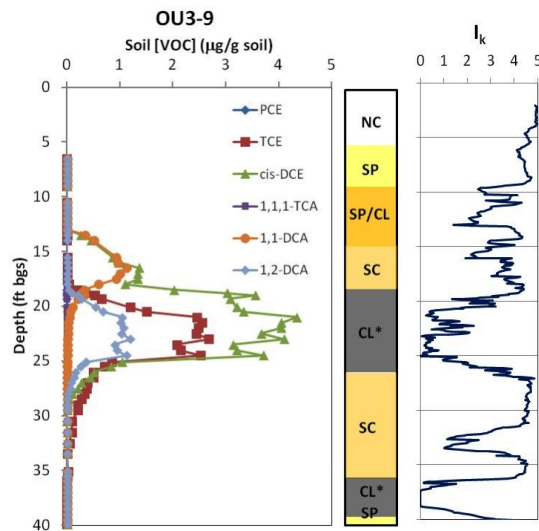 OU3-9
Soil [VOC] (µg/g soil)
0 1 2 3 4 5
0
5
10
15
20
25
30
35
40
Depth (ft bgs)
PCE
TCE
cis-DCE
1,1,1-TCA
1,1-DCA
1,2-DCA
NC
SP
SP/CL
SC
CL*
SC
CL*
SP
Ik
0 1 2 3 4 5